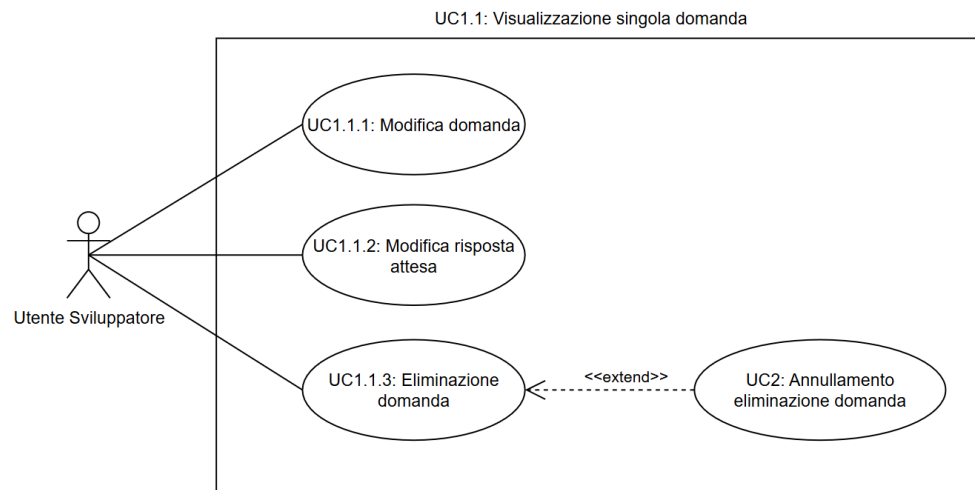 UC1.1: Visualizzazione singola domanda
UC1.1.1: Modifica domanda
UC1.1.2: Modifica risposta
attesa
Utente Sviluppatore
UC1.1.3: Eliminazione
domanda
<<extend>>
UC2: Annullamento
eliminazione domanda